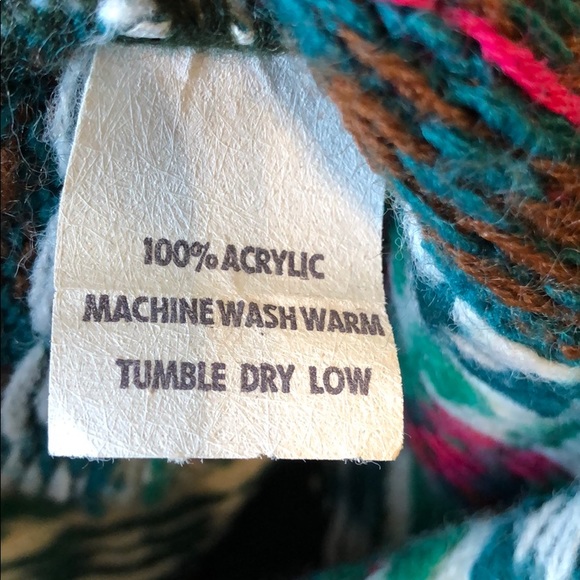 100% ACRYLIC
MACHINE WASH WARM
TUMBLE DRY LOW